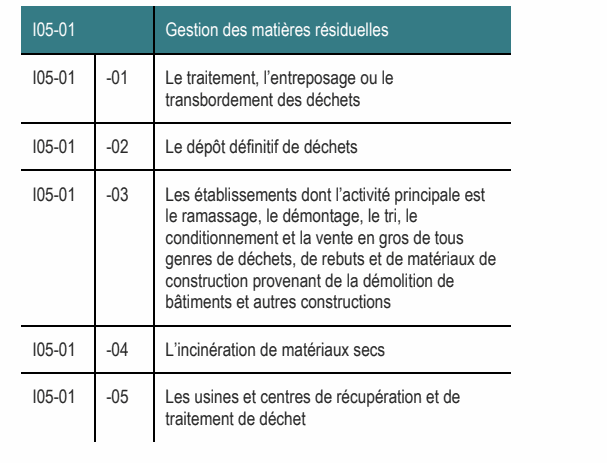 I05-01 Gestion des matières résiduelles
I05-01 -01 Le traitement, l’entreposage ou le
transbordement des déchets
I05-01 -02 Le dépôt définitif de déchets
I05-01 -03 Les établissements dont l’activité principale est
le ramassage, le démontage, le tri, le
conditionnement et la vente en gros de tous
genres de déchets, de rebuts et de matériaux de
construction provenant de la démolition de
bâtiments et autres constructions
I05-01 -04 L’incinération de matériaux secs
I05-01 -05 Les usines et centres de récupération et de
traitement de déchet